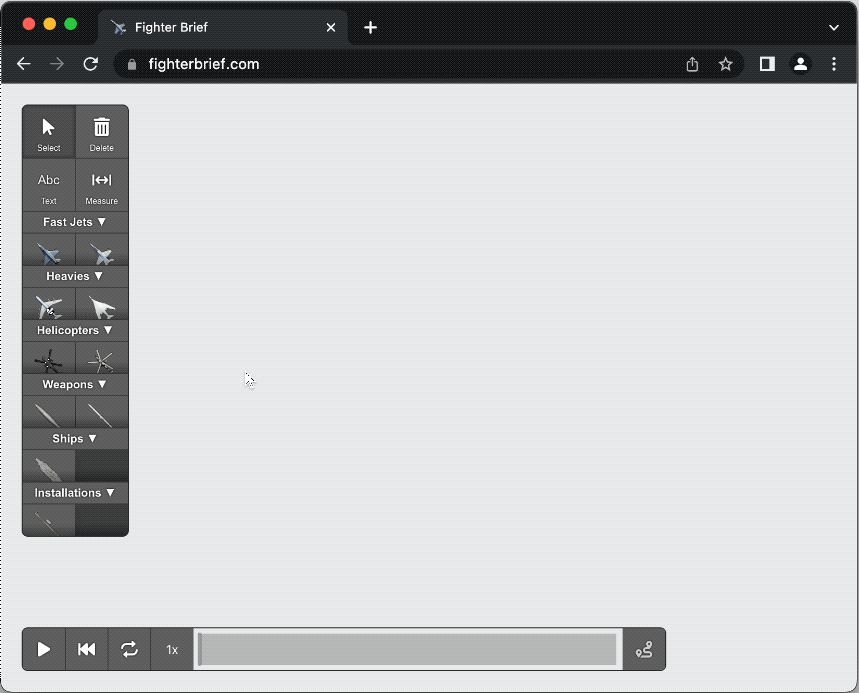 Fighter Brief
fighterbrief.com
Select
Delete
Abc
Text
Measure
Fast Jets ▼
Heavies ▼
Helicopters ▼
Weapons ▼
Ships ▼
Installations ▼
1x